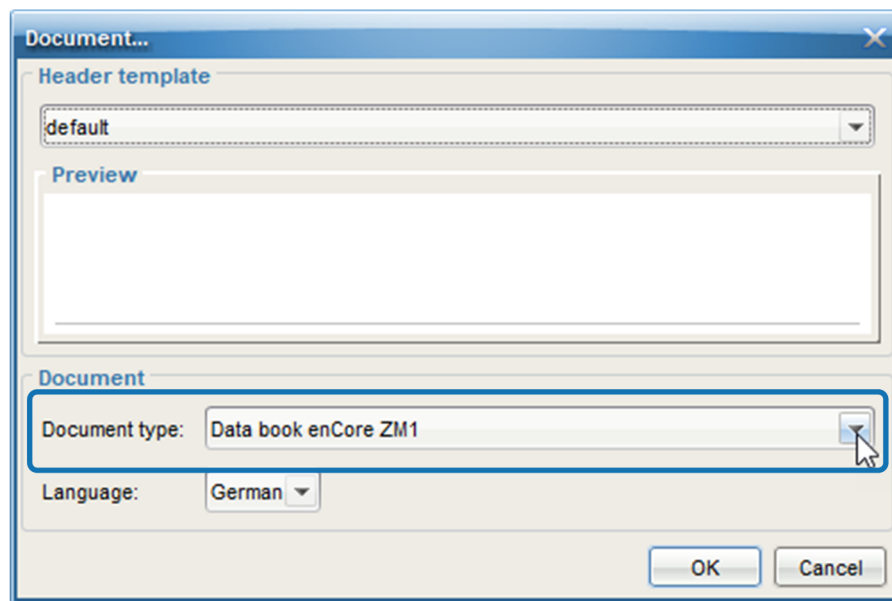 Document...
Header template
default
Preview
Document
Document type: Data book enCore ZM1
Language: German
OK Cancel